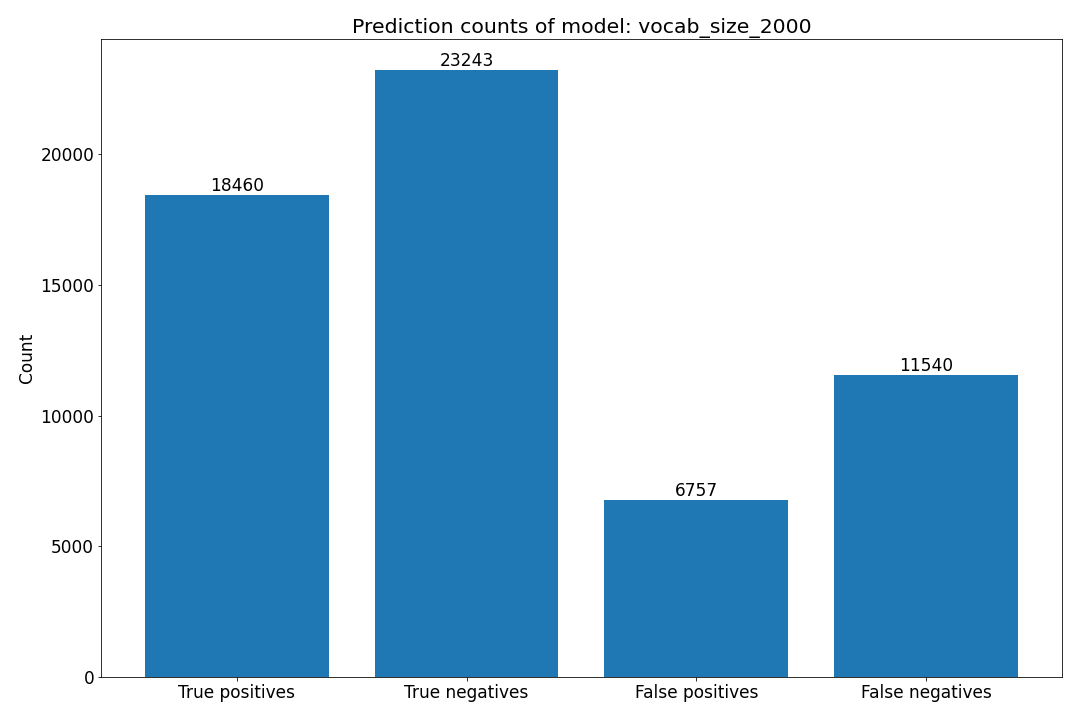 Prediction counts of model: vocab_size_2000
23243
20000
18460
15000
Count
11540
10000
6757
5000
0
True positives
True negatives
False positives
False negatives